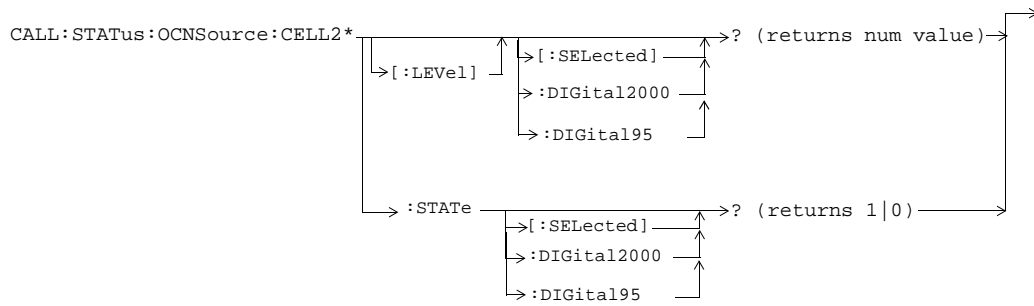 CALL:STATus:OCNSource:CELL2* ? (returns num value)
[:LEVel] [:SELected]
:DIGital2000
:DIGital95
:STATe ? (returns 1|0)
[:SELected]
:DIGital2000
:DIGital95